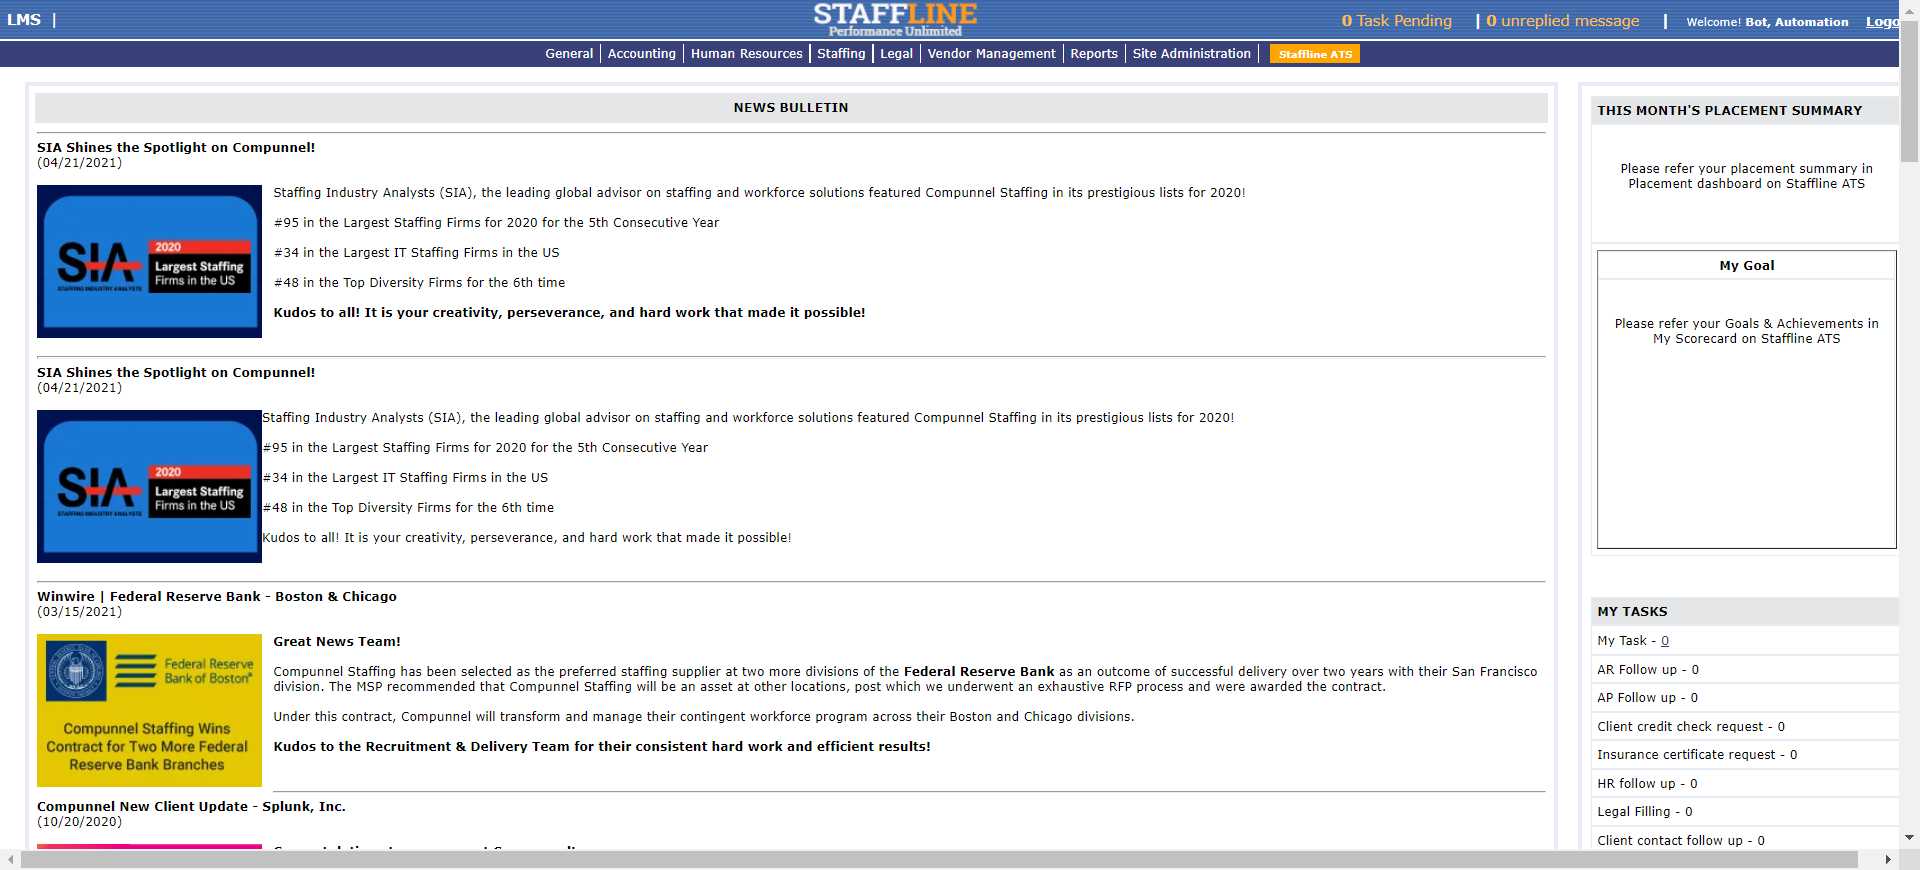 LMS |
STAFFLINE
Performance Unlimited
0 Task Pending | 0 unreplied message | Welcome! Bot, Automation Logo
General | Accounting | Human Resources | Staffing | Legal | Vendor Management | Reports | Site Administration | Staffline ATS
NEWS BULLETIN
SIA Shines the Spotlight on Compunnel!
(04/21/2021)
SIA
STAFFING INDUSTRY ANALYSTS
2020
Largest Staffing
Firms in the US
Staffing Industry Analysts (SIA), the leading global advisor on staffing and workforce solutions featured Compunnel Staffing in its prestigious lists for 2020!
#95 in the Largest Staffing Firms for 2020 for the 5th Consecutive Year
#34 in the Largest IT Staffing Firms in the US
#48 in the Top Diversity Firms for the 6th time
Kudos to all! It is your creativity, perseverance, and hard work that made it possible!
SIA Shines the Spotlight on Compunnel!
(04/21/2021)
SIA
STAFFING INDUSTRY ANALYSTS
2020
Largest Staffing
Firms in the US
Staffing Industry Analysts (SIA), the leading global advisor on staffing and workforce solutions featured Compunnel Staffing in its prestigious lists for 2020!
#95 in the Largest Staffing Firms for 2020 for the 5th Consecutive Year
#34 in the Largest IT Staffing Firms in the US
#48 in the Top Diversity Firms for the 6th time
Kudos to all! It is your creativity, perseverance, and hard work that made it possible!
Winwire | Federal Reserve Bank - Boston & Chicago
(03/15/2021)
Federal Reserve
Bank of Boston
Compunnel Staffing Wins
Contract for Two More Federal
Reserve Bank Branches
Great News Team!
Compunnel Staffing has been selected as the preferred staffing supplier at two more divisions of the Federal Reserve Bank as an outcome of successful delivery over two years with their San Francisco
division. The MSP recommended that Compunnel Staffing will be an asset at other locations, post which we underwent an exhaustive RFP process and were awarded the contract.
Under this contract, Compunnel will transform and manage their contingent workforce program across their Boston and Chicago divisions.
Kudos to the Recruitment & Delivery Team for their consistent hard work and efficient results!
Compunnel New Client Update - Splunk, Inc.
(10/20/2020)
THIS MONTH'S PLACEMENT SUMMARY
Please refer your placement summary in
Placement dashboard on Staffline ATS
My Goal
Please refer your Goals & Achievements in
My Scorecard on Staffline ATS
MY TASKS
My Task - 0
AR Follow up - 0
AP Follow up - 0
Client credit check request - 0
Insurance certificate request - 0
HR follow up - 0
Legal Filling - 0
Client contact follow up - 0